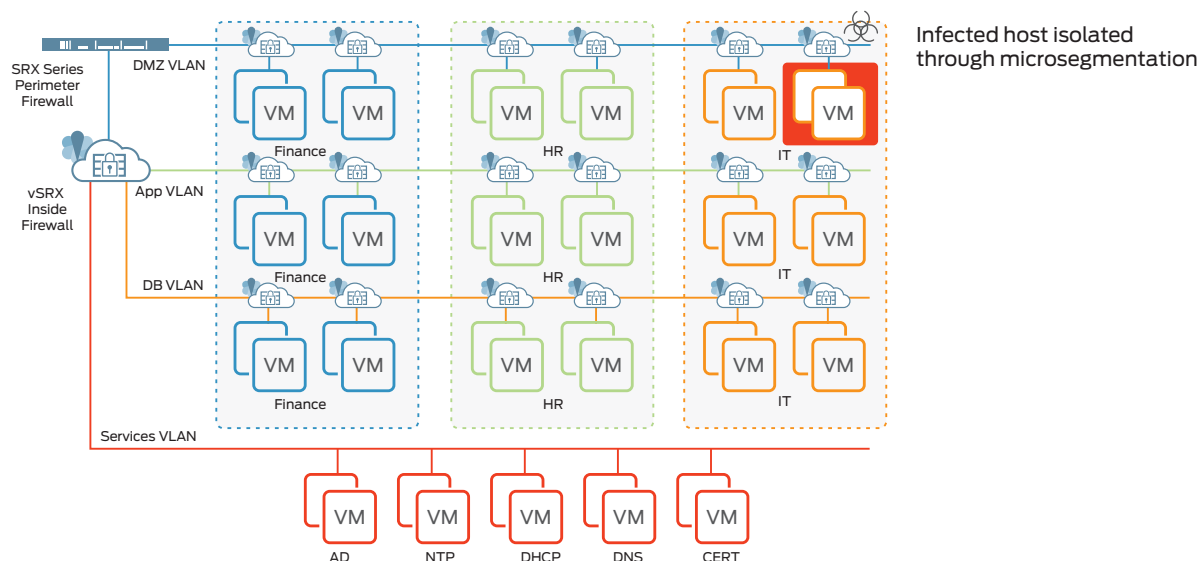 Infected host isolated
through microsegmentation
SRX Series
Perimeter
Firewall
DMZ VLAN
VM
VM
VM
VM
VM
VM
Finance
HR
IT
vSRX
Inside
Firewall
App VLAN
VM
VM
VM
VM
VM
VM
Finance
HR
IT
DB VLAN
VM
VM
VM
VM
VM
VM
Finance
HR
IT
Services VLAN
VM
VM
VM
VM
VM
AD
NTP
DHCP
DNS
CERT